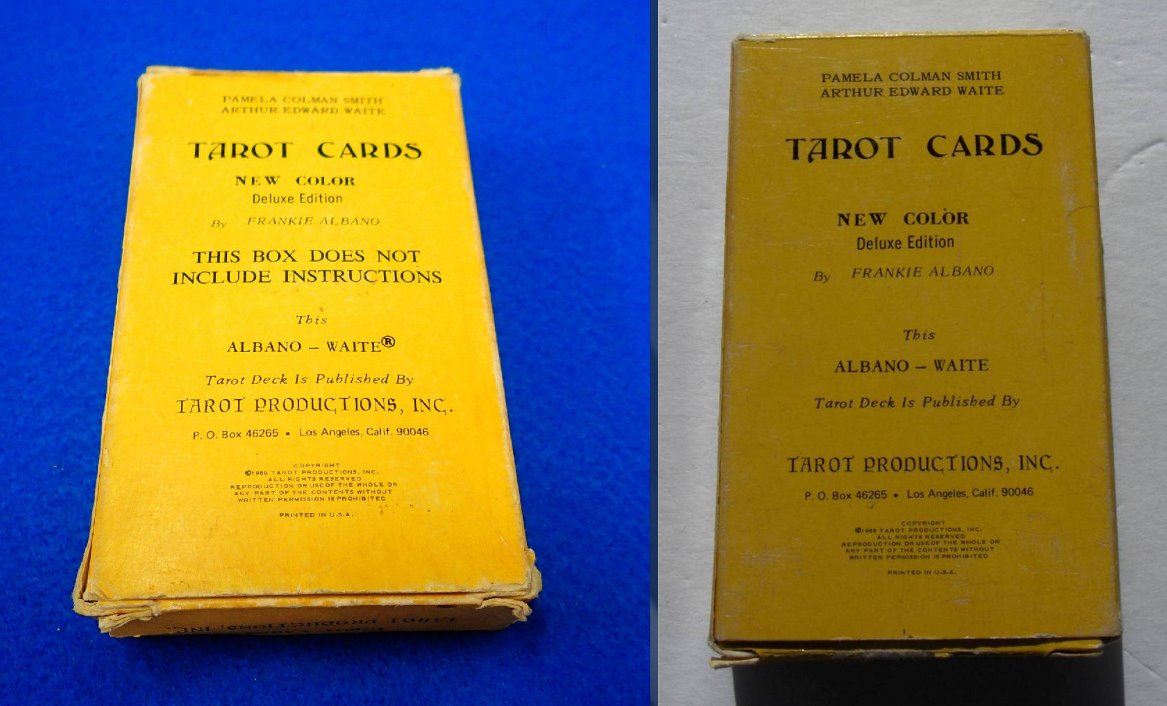 PAMELA COLMAN SMITH
ARTHUR EDWARD WAITE
TAROT CARDS
NEW COLOR
Deluxe Edition
By FRANKIE ALBANO
THIS BOX DOES NOT
INCLUDE INSTRUCTIONS
This
ALBANO – WAITE®
Tarot Deck Is Published By
TAROT PRODUCTIONS, INC.
P. O. Box 46265 • Los Angeles, Calif. 90046
COPYRIGHT
©1968 TAROT PRODUCTIONS, INC.
ALL RIGHTS RESERVED
REPRODUCTION OR USE OF THE WHOLE OR
ANY PART OF THE CONTENTS WITHOUT
WRITTEN PERMISSION IS PROHIBITED
PRINTED IN U.S.A.
TAROT PRODUCTIONS, INC.
PAMELA COLMAN SMITH
ARTHUR EDWARD WAITE
TAROT CARDS
NEW COLOR
Deluxe Edition
By FRANKIE ALBANO
This
ALBANO – WAITE
Tarot Deck Is Published By
TAROT PRODUCTIONS, INC.
P. O. Box 46265 • Los Angeles, Calif. 90046
COPYRIGHT
©1968 TAROT PRODUCTIONS, INC.
ALL RIGHTS RESERVED
REPRODUCTION OR USE OF THE WHOLE OR
ANY PART OF THE CONTENTS WITHOUT
WRITTEN PERMISSION IS PROHIBITED
PRINTED IN U.S.A.